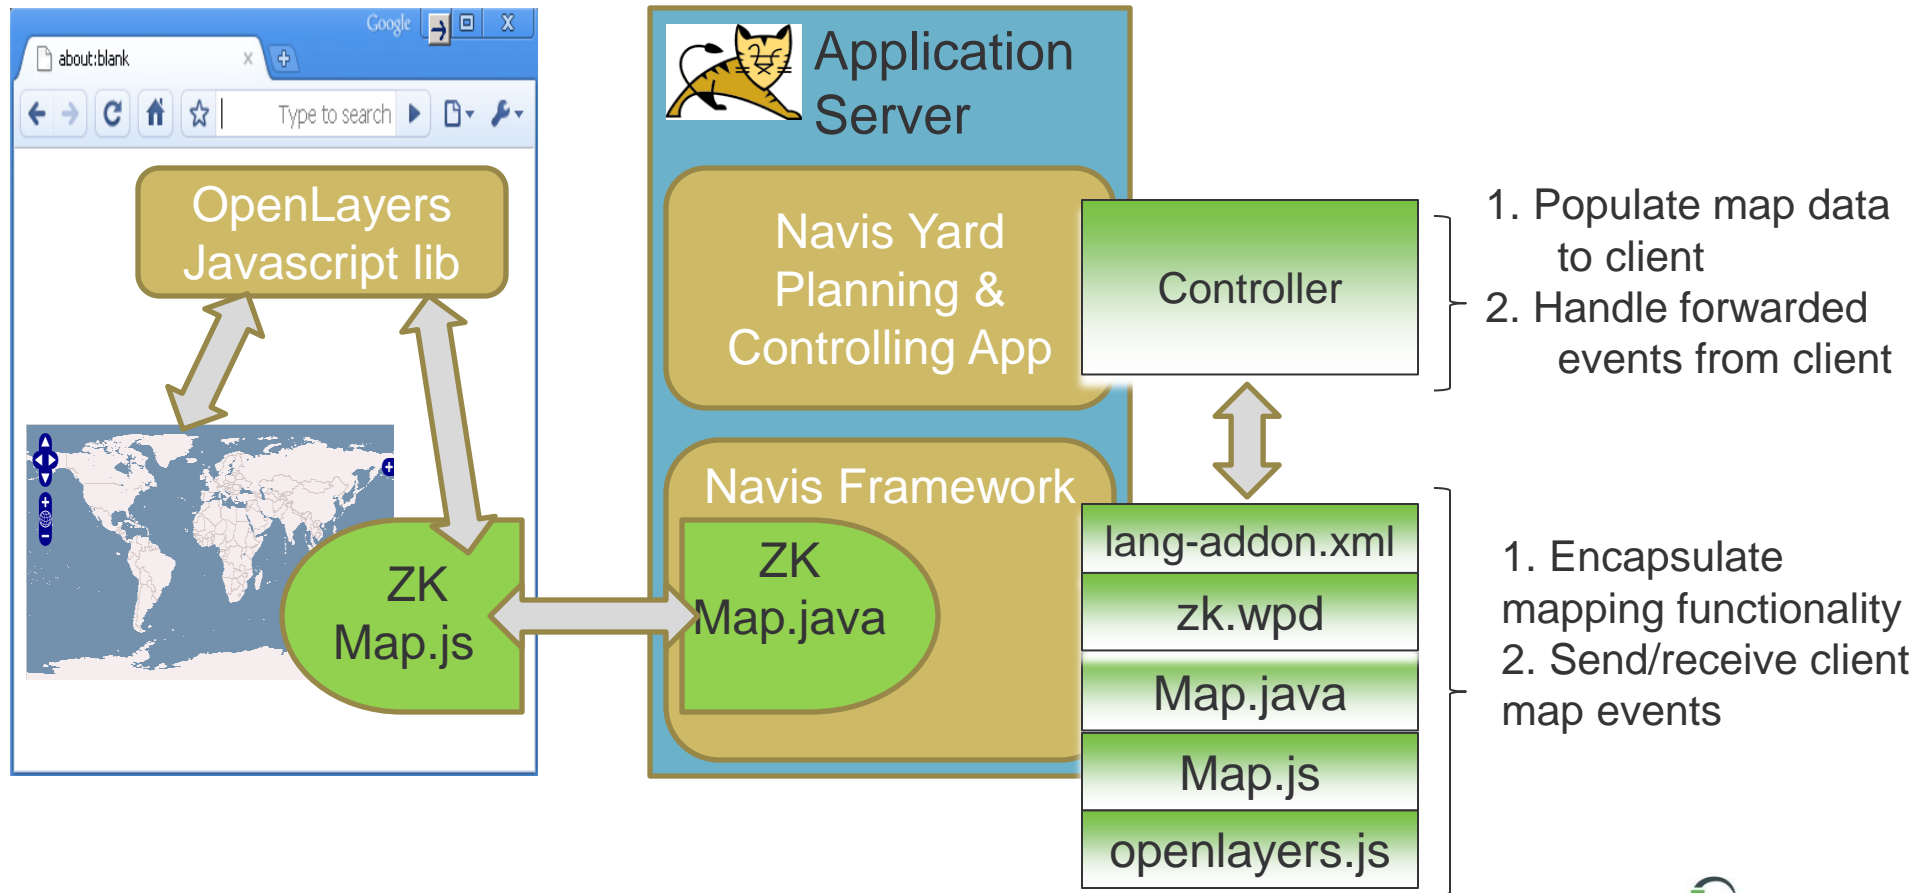 Google
about:blank
Type to search
OpenLayers
Javascript lib
ZK
Map.js
Application
Server
Navis Yard
Planning &
Controlling App
Navis Framework
ZK
Map.java
Controller
lang-addon.xml
zk.wpd
Map.java
Map.js
openlayers.js
1. Populate map data
to client
2. Handle forwarded
events from client
1. Encapsulate
mapping functionality
2. Send/receive client
map events